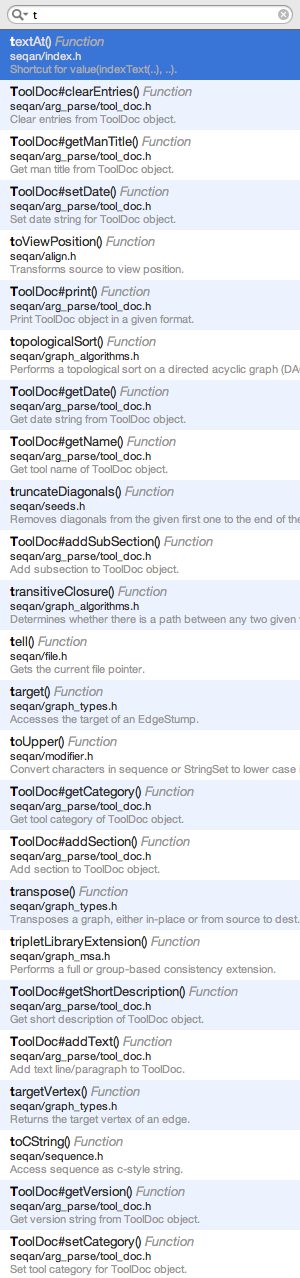 t
textAt() Function
seqan/index.h
Shortcut for value(indexText(..), ..).
ToolDoc#clearEntries() Function
seqan/arg_parse/tool_doc.h
Clear entries from ToolDoc object.
ToolDoc#getManTitle() Function
seqan/arg_parse/tool_doc.h
Get man title from ToolDoc object.
ToolDoc#setDate() Function
seqan/arg_parse/tool_doc.h
Set date string for ToolDoc object.
toViewPosition() Function
seqan/align.h
Transforms source to view position.
ToolDoc#print() Function
seqan/arg_parse/tool_doc.h
Print ToolDoc object in a given format.
topologicalSort() Function
seqan/graph_algorithms.h
Performs a topological sort on a directed acyclic graph (DA
ToolDoc#getDate() Function
seqan/arg_parse/tool_doc.h
Get date string from ToolDoc object.
ToolDoc#getName() Function
seqan/arg_parse/tool_doc.h
Get tool name of ToolDoc object.
truncateDiagonals() Function
seqan/seeds.h
Removes diagonals from the given first one to the end of the
ToolDoc#addSubSection() Function
seqan/arg_parse/tool_doc.h
Add subsection to ToolDoc object.
transitiveClosure() Function
seqan/graph_algorithms.h
Determines whether there is a path between any two given
tell() Function
seqan/file.h
Gets the current file pointer.
target() Function
seqan/graph_types.h
Accesses the target of an EdgeStump.
toUpper() Function
seqan/modifier.h
Convert characters in sequence or StringSet to lower case
ToolDoc#getCategory() Function
seqan/arg_parse/tool_doc.h
Get tool category of ToolDoc object.
ToolDoc#addSection() Function
seqan/arg_parse/tool_doc.h
Add section to ToolDoc object.
transpose() Function
seqan/graph_types.h
Transposes a graph, either in-place or from source to dest.
tripletLibraryExtension() Function
seqan/graph_msa.h
Performs a full or group-based consistency extension.
ToolDoc#getShortDescription() Function
seqan/arg_parse/tool_doc.h
Get short description of ToolDoc object.
ToolDoc#addText() Function
seqan/arg_parse/tool_doc.h
Add text line/paragraph to ToolDoc.
targetVertex() Function
seqan/graph_types.h
Returns the target vertex of an edge.
toCString() Function
seqan/sequence.h
Access sequence as c-style string.
ToolDoc#getVersion() Function
seqan/arg_parse/tool_doc.h
Get version string from ToolDoc object.
ToolDoc#setCategory() Function
seqan/arg_parse/tool_doc.h
Set tool category for ToolDoc object.